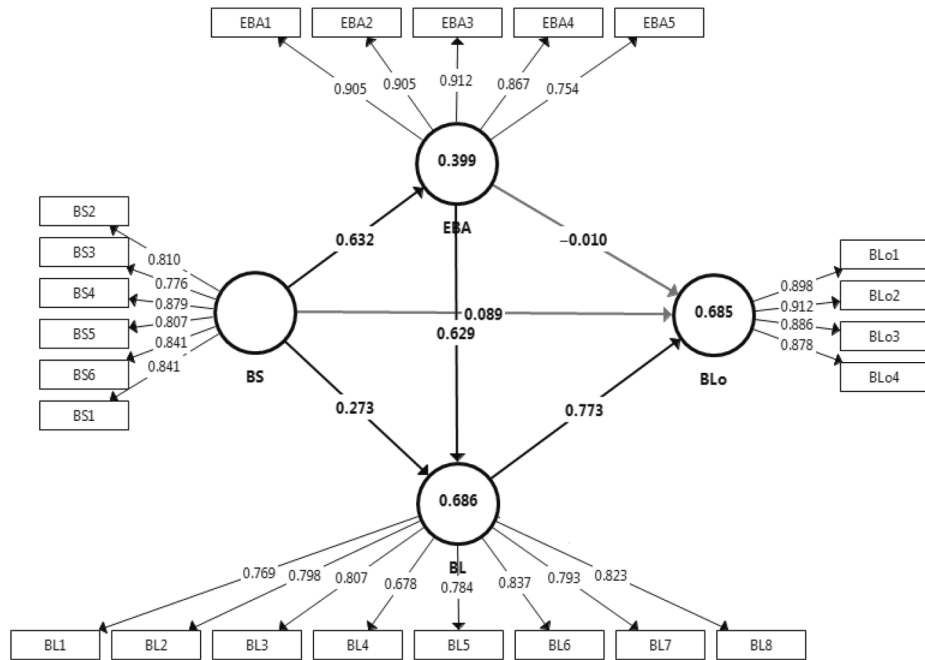 EBA1 EBA2 EBA3 EBA4 EBA5
0.905 0.905 0.912 0.867 0.754
0.399
EBA
BS2
BS3
BS4
BS5
BS6
BS1
0.810
0.776
0.879
0.807
0.841
0.841
BS
0.632
−0.010
0.089
0.629
0.273
0.773
0.685
BLo
0.898
0.912
0.886
0.878
BLo1
BLo2
BLo3
BLo4
0.686
BL
0.769 0.798 0.807 0.678 0.784 0.837 0.793 0.823
BL1 BL2 BL3 BL4 BL5 BL6 BL7 BL8